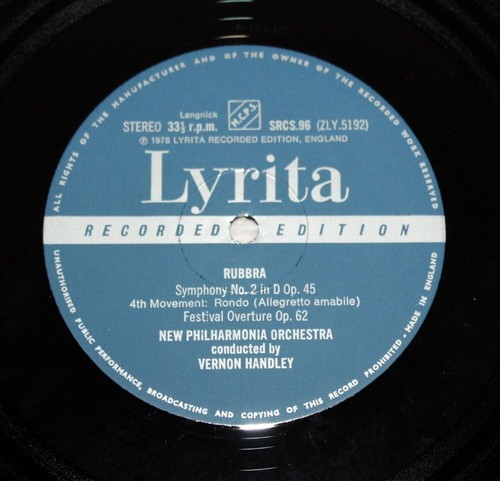 ALL RIGHTS OF THE MANUFACTURER AND OF THE OWNER OF THE RECORDED WORK RESERVED
Lengnick
M.C.P.S.
STEREO 33⅓ r.p.m.
SRCS.96 (ZLY.5192)
℗ 1978 LYRITA RECORDED EDITION, ENGLAND
Lyrita
RECORDED EDITION
RUBBRA
Symphony No. 2 in D Op. 45
4th Movement: Rondo (Allegretto amabile)
Festival Overture Op. 62
NEW PHILHARMONIA ORCHESTRA
conducted by
VERNON HANDLEY
UNAUTHORISED PUBLIC PERFORMANCE, BROADCASTING AND COPYING OF THIS RECORD PROHIBITED • MADE IN ENGLAND